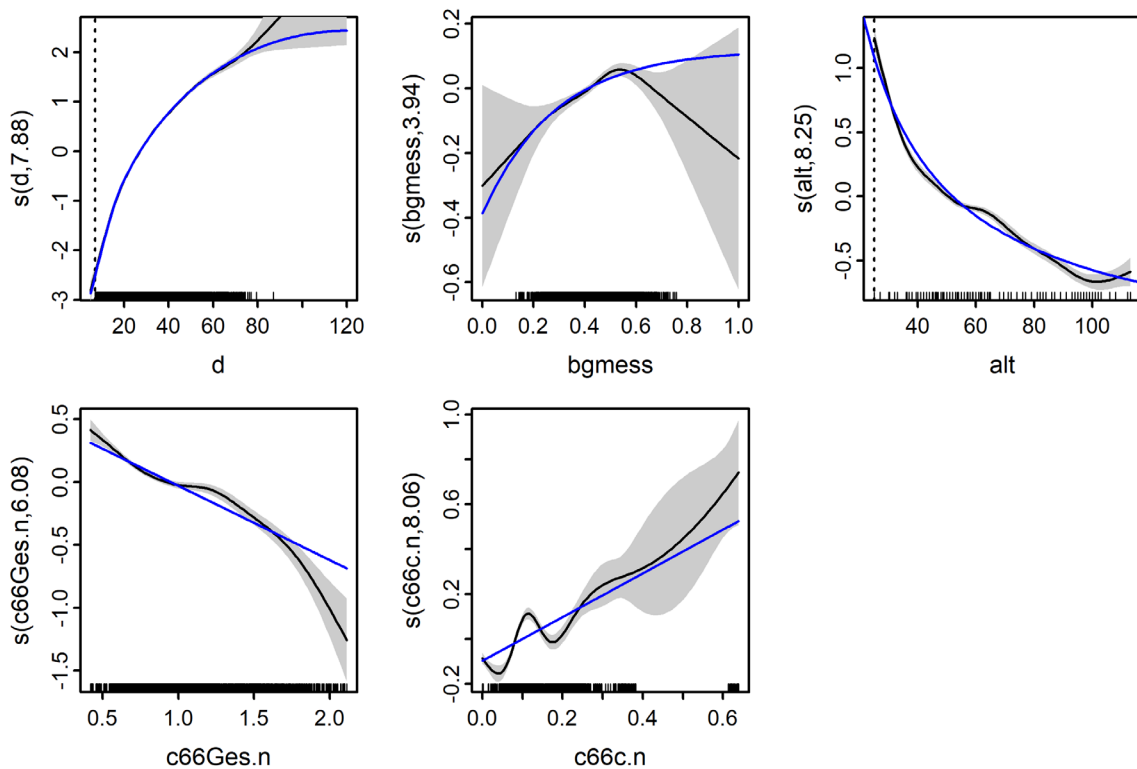 s(d,7.88)
2
1
0
-1
-2
-3
20 40 60 80 120
d
s(bgmess,3.94)
0.2
0.0
-0.2
-0.4
-0.6
0.0 0.2 0.4 0.6 0.8 1.0
bgmess
s(alt,8.25)
1.0
0.5
0.0
-0.5
40 60 80 100
alt
s(c66Ges.n,6.08)
0.5
0.0
-0.5
-1.0
-1.5
0.5 1.0 1.5 2.0
c66Ges.n
s(c66c.n,8.06)
1.0
0.6
0.2
-0.2
0.0 0.2 0.4 0.6
c66c.n